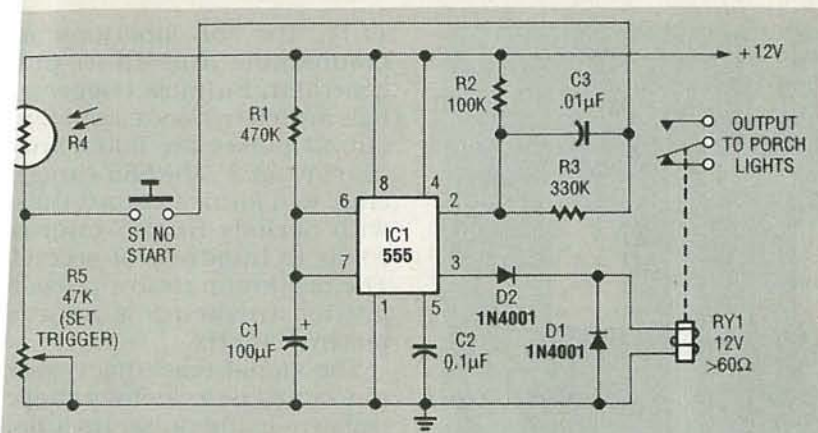 +12V
R4
R1
470K
R2
100K
C3
.01µF
R3
330K
OUTPUT
TO PORCH
LIGHTS
S1 NO
START
6
8
4
2
7
IC1
555
3
1
5
R5
47K
(SET
TRIGGER)
C1
100µF
+
C2
0.1µF
D2
1N4001
D1
1N4001
RY1
12V
>60Ω